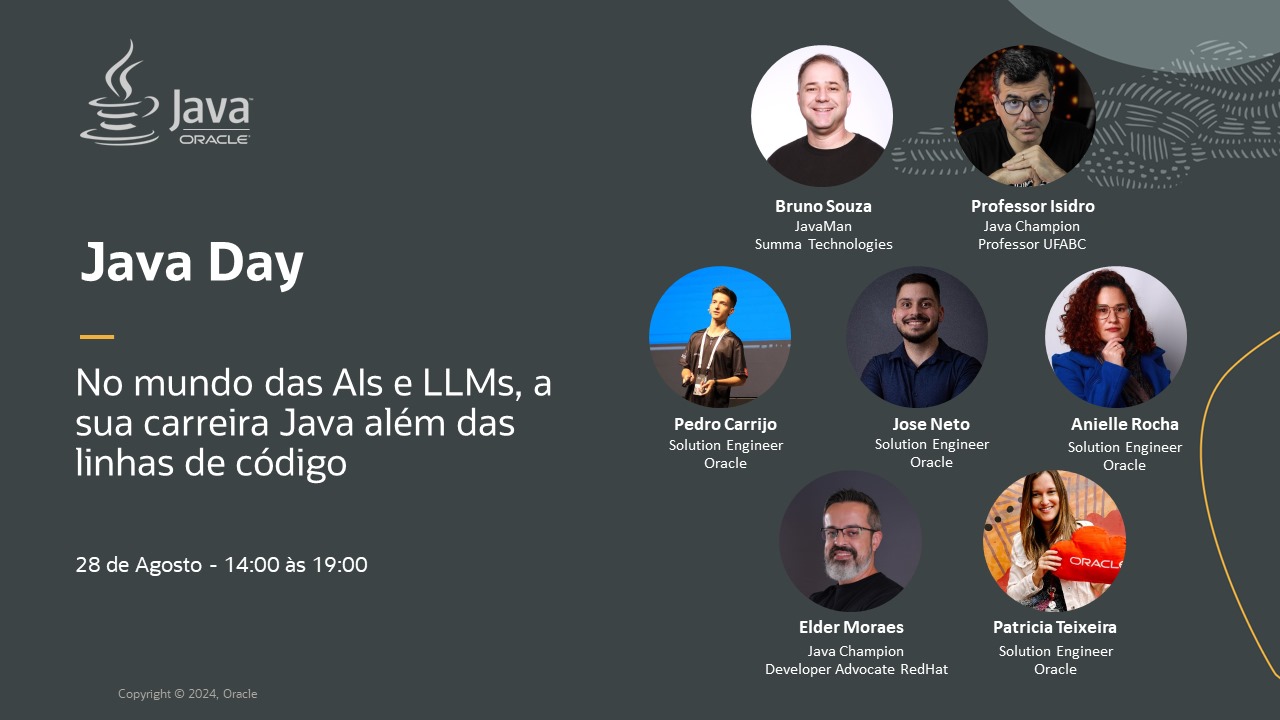 Java
ORACLE
Java Day
No mundo das AIs e LLMs, a
sua carreira Java além das
linhas de código
28 de Agosto - 14:00 às 19:00
Bruno Souza
JavaMan
Summa Technologies
Professor Isidro
Java Champion
Professor UFABC
Pedro Carrijo
Solution Engineer
Oracle
Jose Neto
Solution Engineer
Oracle
Anielle Rocha
Solution Engineer
Oracle
Elder Moraes
Java Champion
Developer Advocate RedHat
ORACLE
Patricia Teixeira
Solution Engineer
Oracle
Copyright © 2024, Oracle